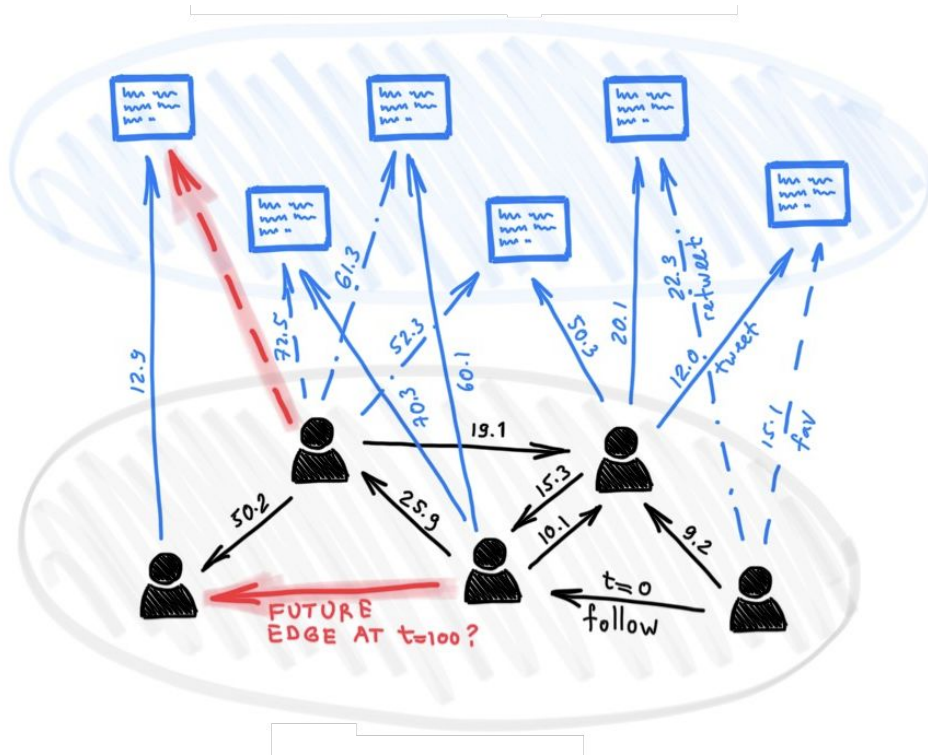 61.3
22.3
retweet
72.5
52.3
50.3
20.1
12.0
tweet
12.9
70.3
60.1
15.1
fav
19.1
15.3
50.2
25.9
10.1
9.2
t=0
follow
FUTURE
EDGE AT t=100?